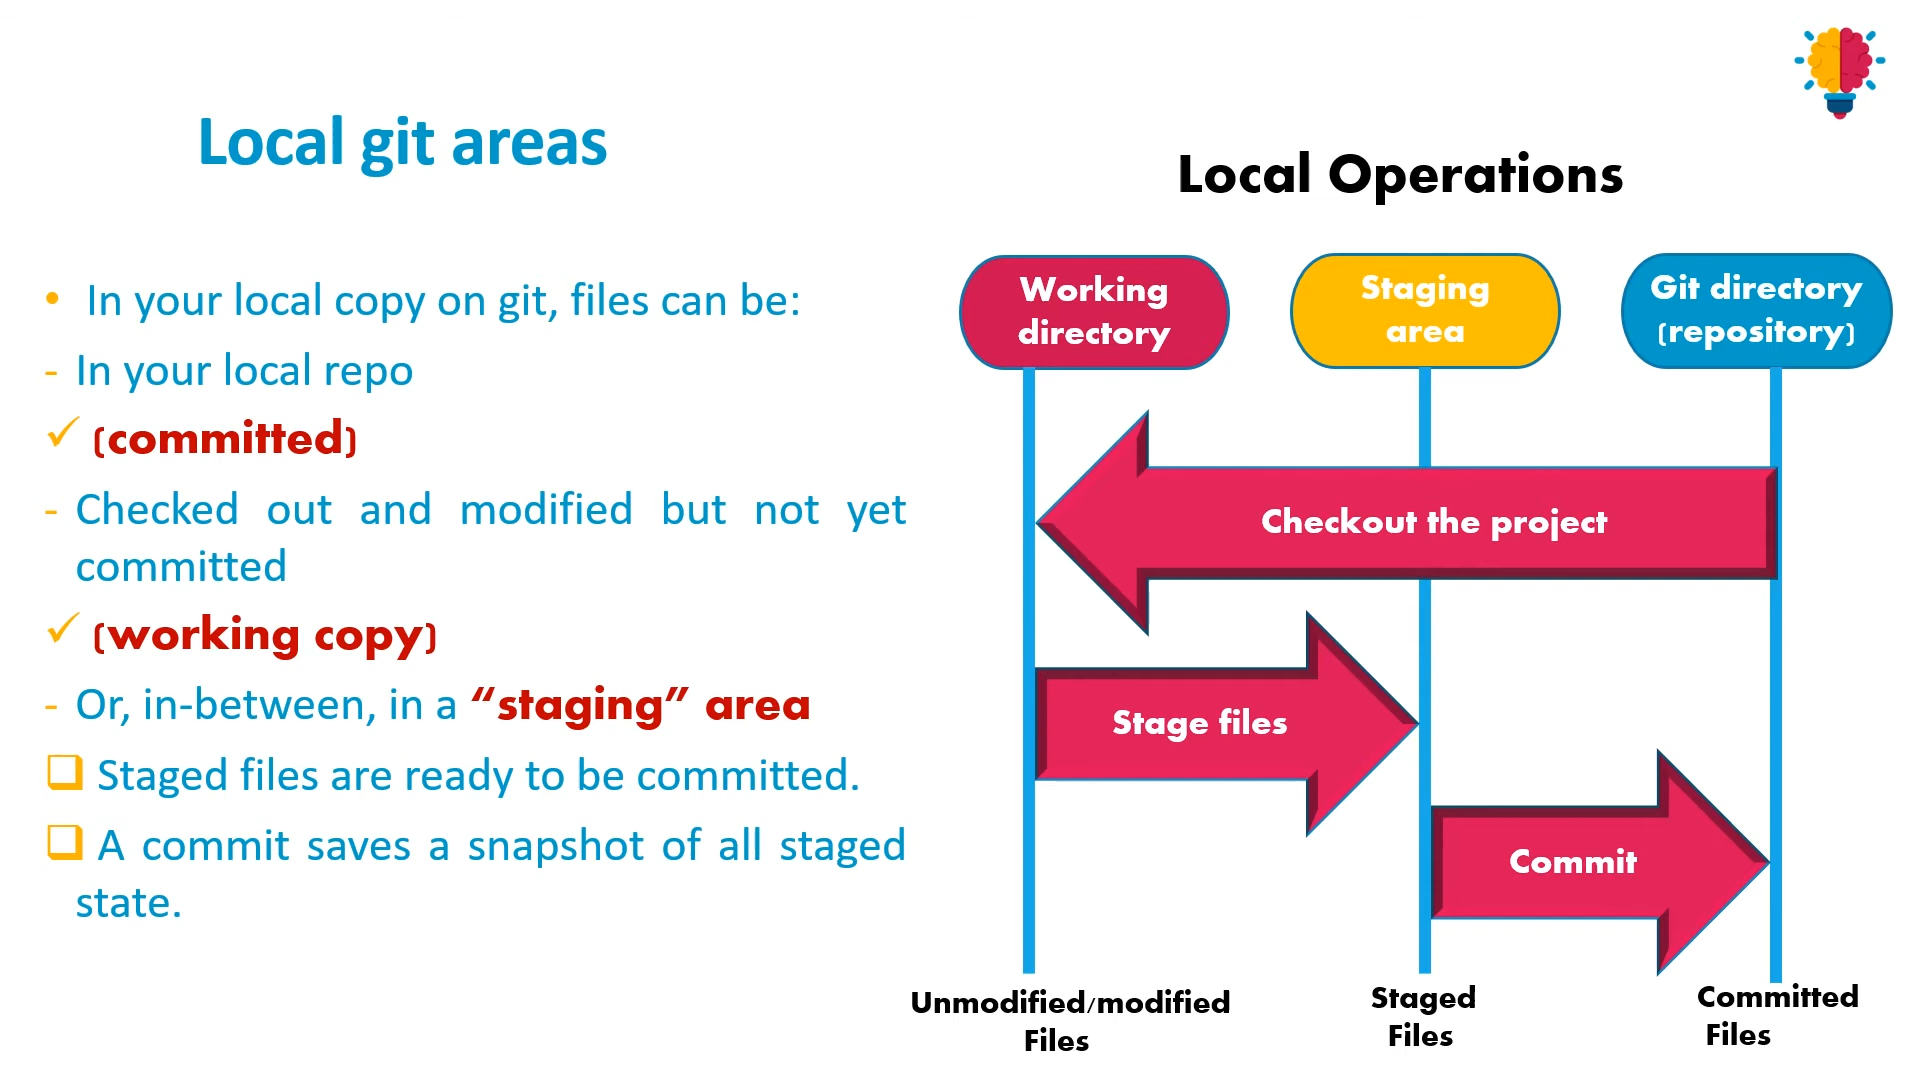 Local git areas
• In your local copy on git, files can be:
- In your local repo
✓ (committed)
- Checked out and modified but not yet
committed
✓ (working copy)
- Or, in-between, in a “staging” area
❑ Staged files are ready to be committed.
❑ A commit saves a snapshot of all staged
state.
Local Operations
Working
directory
Staging
area
Git directory
(repository)
Checkout the project
Stage files
Commit
Unmodified/modified
Files
Staged
Files
Committed
Files